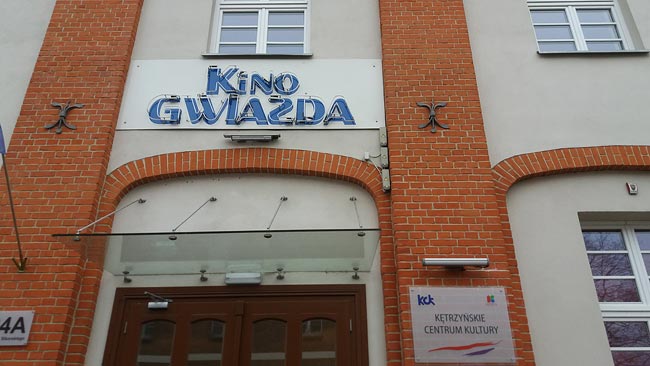 KINO
GWIAZDA
kck
KĘTRZYŃSKIE
CENTRUM KULTURY
4A